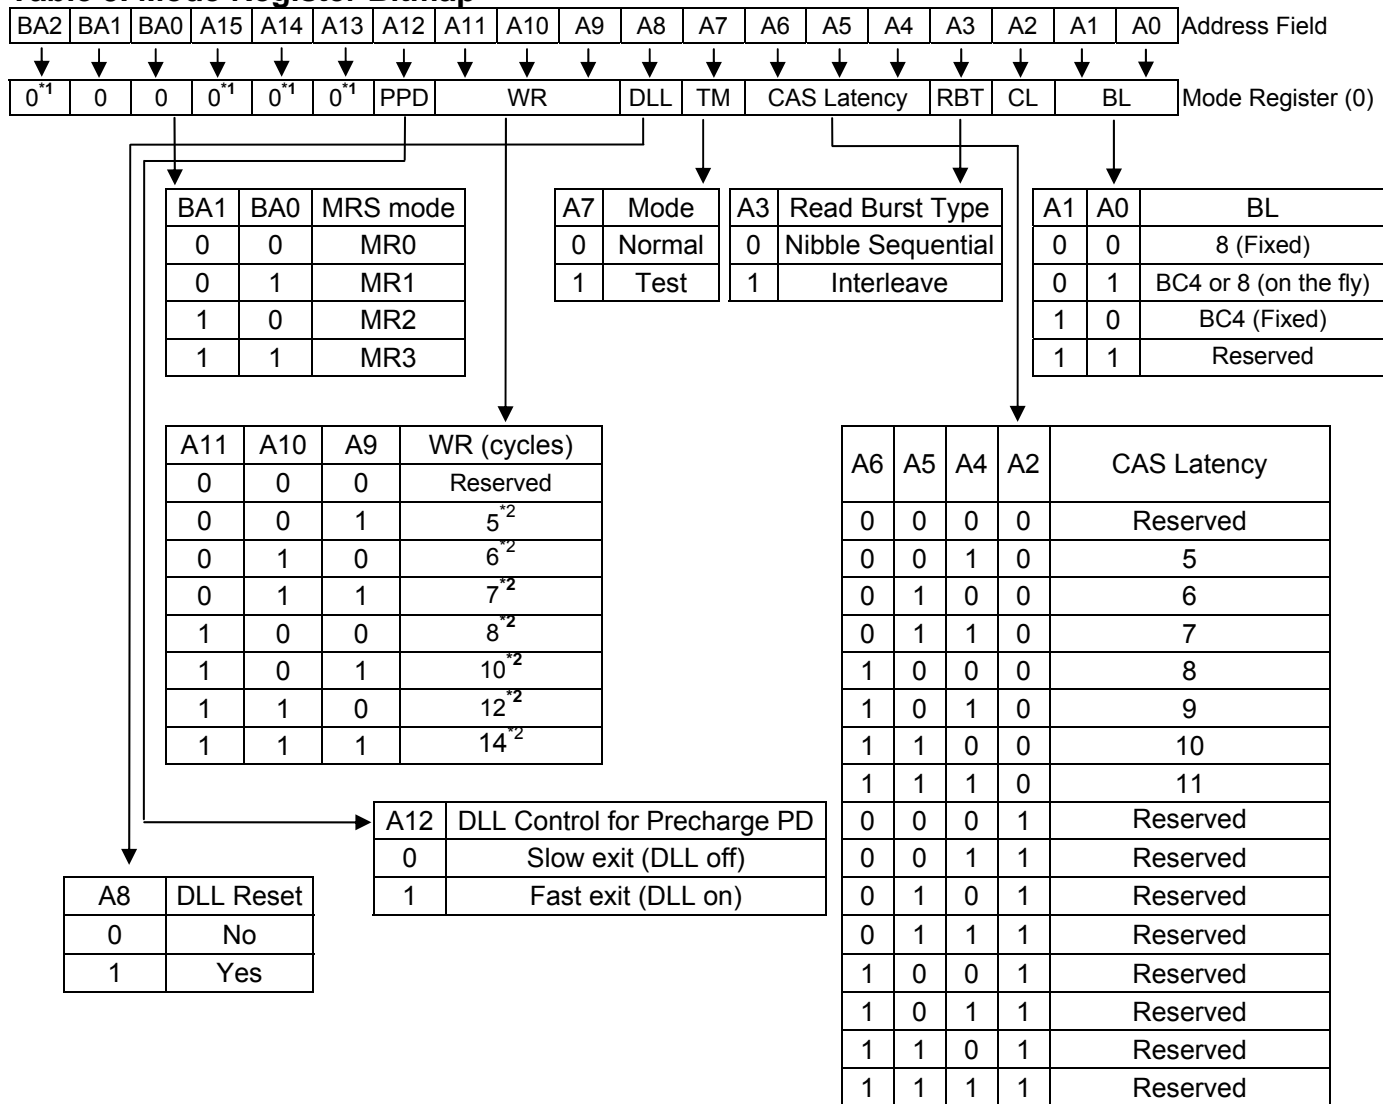 Table 5. Mode Register Bitmap
BA2 BA1 BA0 A15 A14 A13 A12 A11 A10 A9 A8 A7 A6 A5 A4 A3 A2 A1 A0 Address Field
0*1 0 0 0*1 0*1 0*1 PPD WR DLL TM CAS Latency RBT CL BL Mode Register (0)
BA1 BA0 MRS mode
0 0 MR0
0 1 MR1
1 0 MR2
1 1 MR3
A7 Mode
0 Normal
1 Test
A3 Read Burst Type
0 Nibble Sequential
1 Interleave
A1 A0 BL
0 0 8 (Fixed)
0 1 BC4 or 8 (on the fly)
1 0 BC4 (Fixed)
1 1 Reserved
A11 A10 A9 WR (cycles)
0 0 0 Reserved
0 0 1 5*2
0 1 0 6*2
0 1 1 7*2
1 0 0 8*2
1 0 1 10*2
1 1 0 12*2
1 1 1 14*2
A6 A5 A4 A2 CAS Latency
0 0 0 0 Reserved
0 0 1 0 5
0 1 0 0 6
0 1 1 0 7
1 0 0 0 8
1 0 1 0 9
1 1 0 0 10
1 1 1 0 11
0 0 0 1 Reserved
0 0 1 1 Reserved
0 1 0 1 Reserved
0 1 1 1 Reserved
1 0 0 1 Reserved
1 0 1 1 Reserved
1 1 0 1 Reserved
1 1 1 1 Reserved
A12 DLL Control for Precharge PD
0 Slow exit (DLL off)
1 Fast exit (DLL on)
A8 DLL Reset
0 No
1 Yes